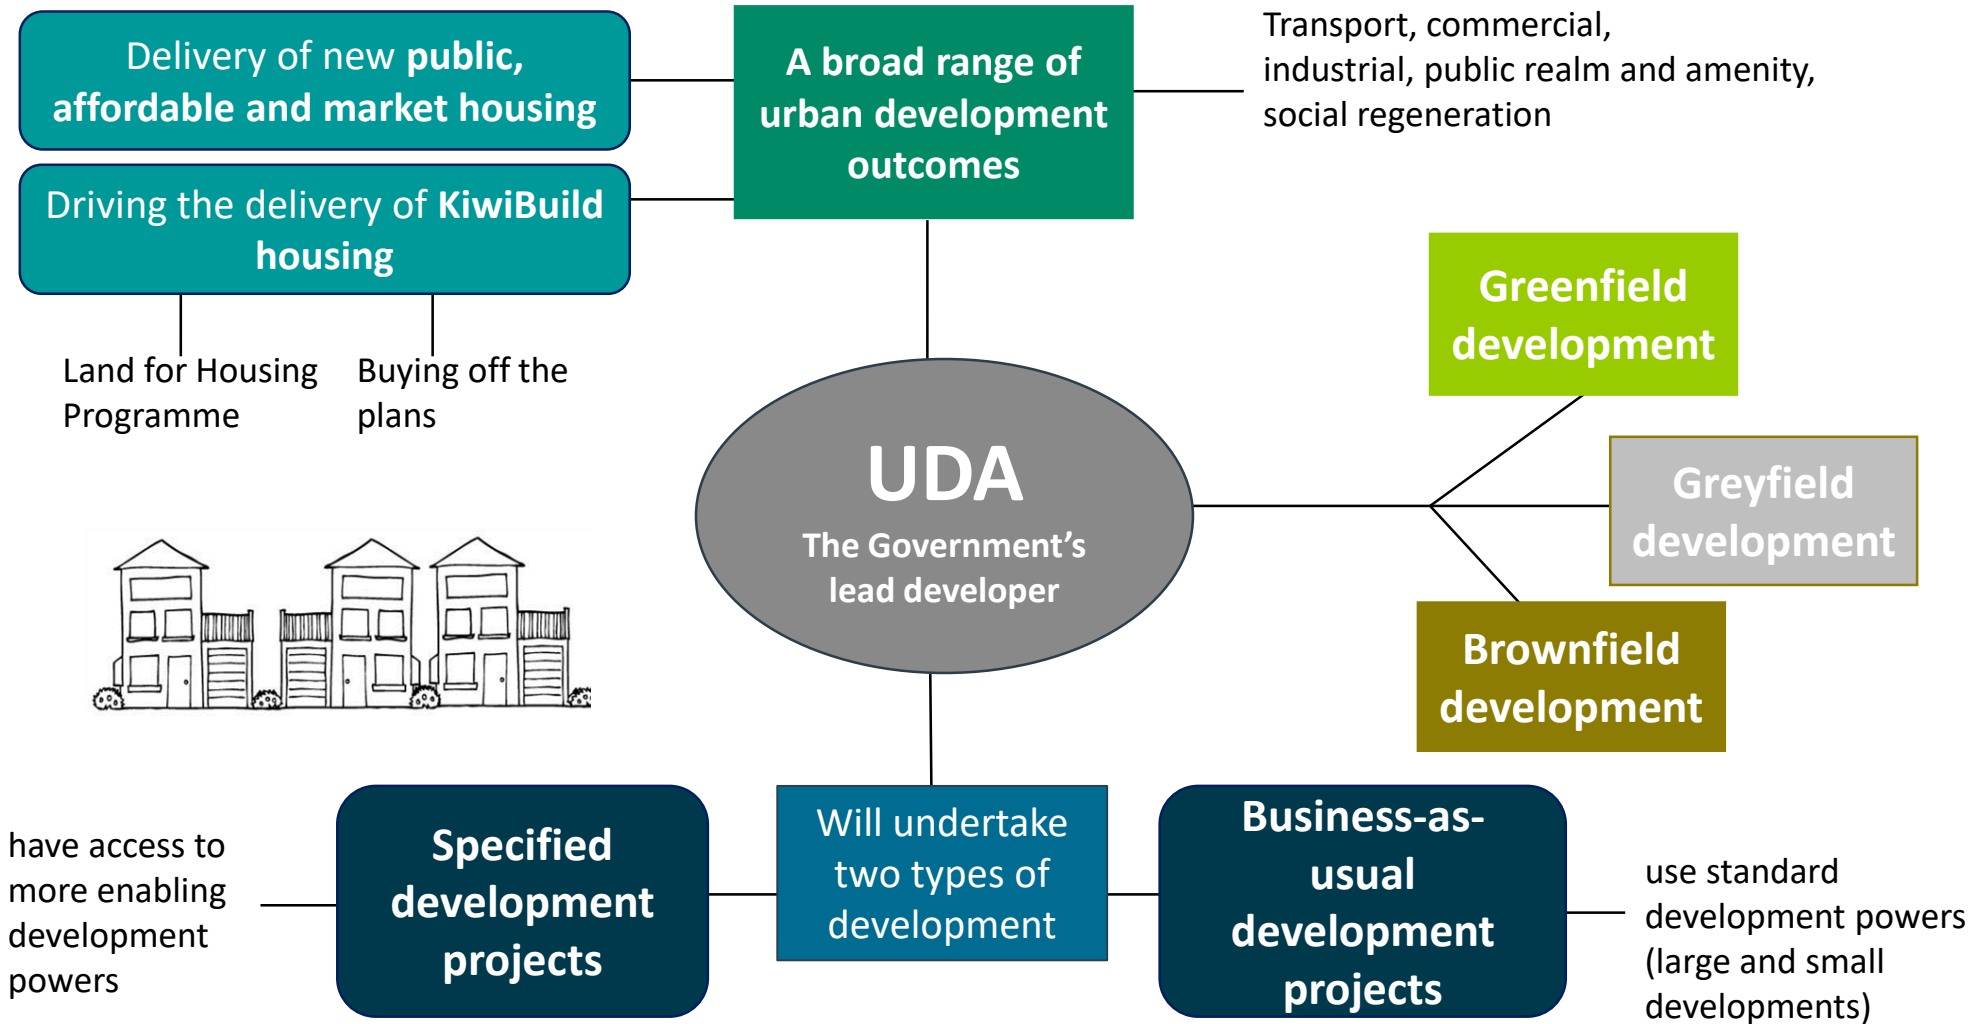 Delivery of new public,
affordable and market housing
A broad range of
urban development
outcomes
Transport, commercial,
industrial, public realm and amenity,
social regeneration
Driving the delivery of KiwiBuild
housing
Land for Housing
Programme
Buying off the
plans
Greenfield
development
Greyfield
development
Brownfield
development
UDA
The Government’s
lead developer
have access to
more enabling
development
powers
Specified
development
projects
Will undertake
two types of
development
Business-as-
usual
development
projects
use standard
development powers
(large and small
developments)